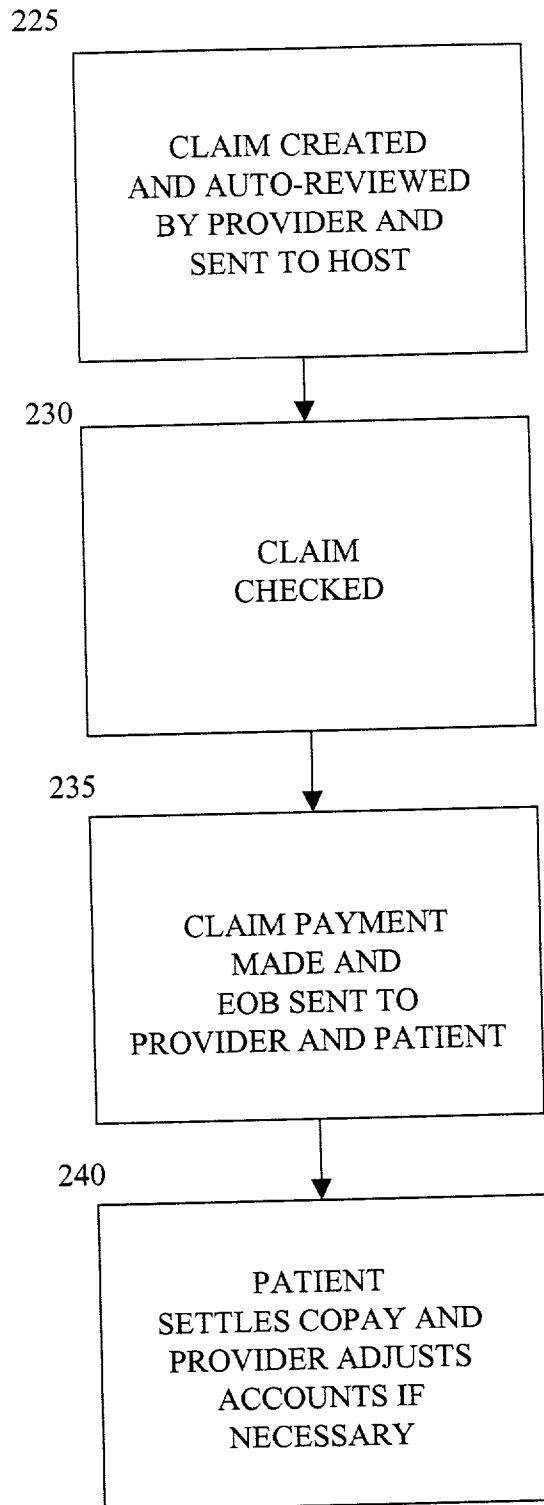 225
CLAIM CREATED
AND AUTO-REVIEWED
BY PROVIDER AND
SENT TO HOST
230
CLAIM
CHECKED
235
CLAIM PAYMENT
MADE AND
EOB SENT TO
PROVIDER AND PATIENT
240
PATIENT
SETTLES COPAY AND
PROVIDER ADJUSTS
ACCOUNTS IF
NECESSARY